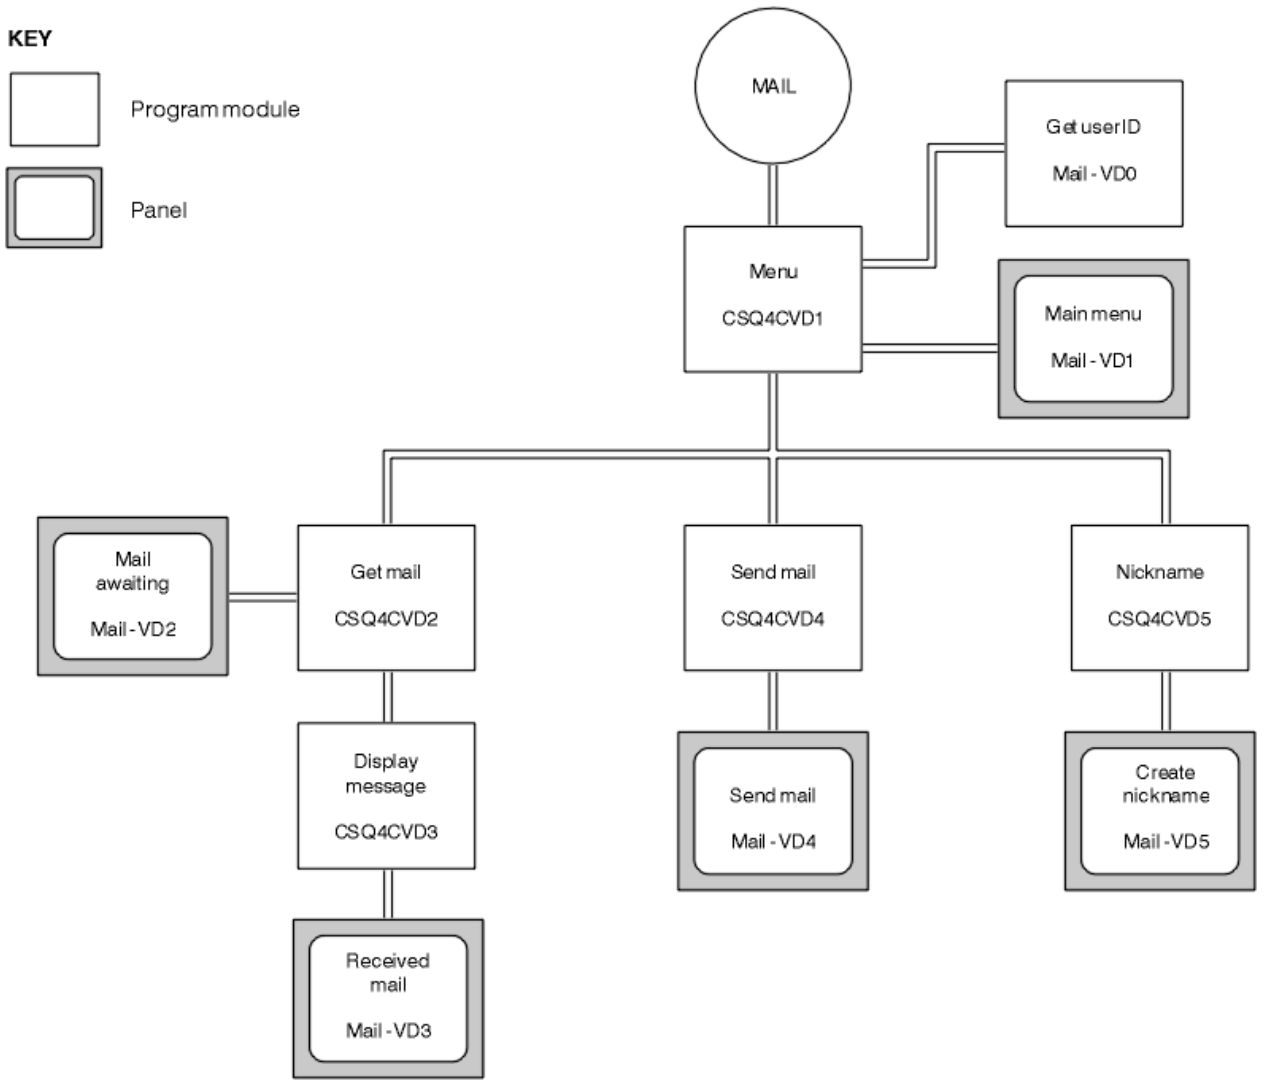 KEY
Program module
Panel
MAIL
Get userID
Mail - VD0
Menu
CSQ4CVD1
Main menu
Mail - VD1
Mail
awaiting
Mail - VD2
Get mail
CSQ4CVD2
Send mail
CSQ4CVD4
Nickname
CSQ4CVD5
Display
message
CSQ4CVD3
Send mail
Mail - VD4
Create
nickname
Mail - VD5
Received
mail
Mail - VD3